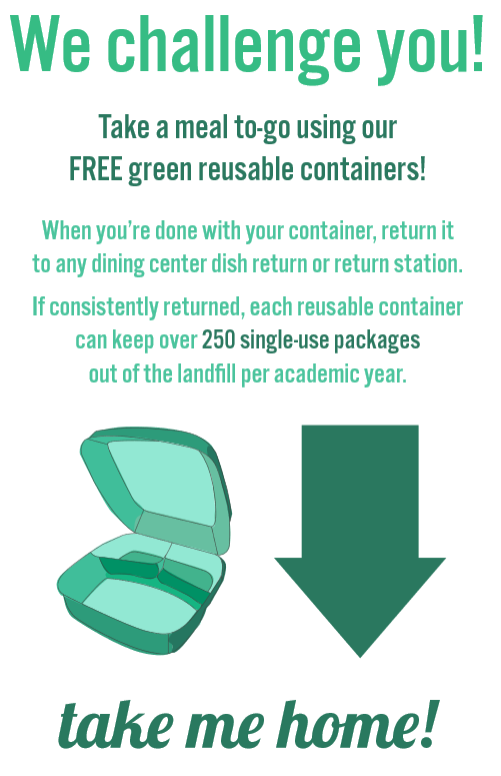 We challenge you!
Take a meal to-go using our
FREE green reusable containers!
When you’re done with your container, return it
to any dining center dish return or return station.
If consistently returned, each reusable container
can keep over 250 single-use packages
out of the landfill per academic year.
take me home!